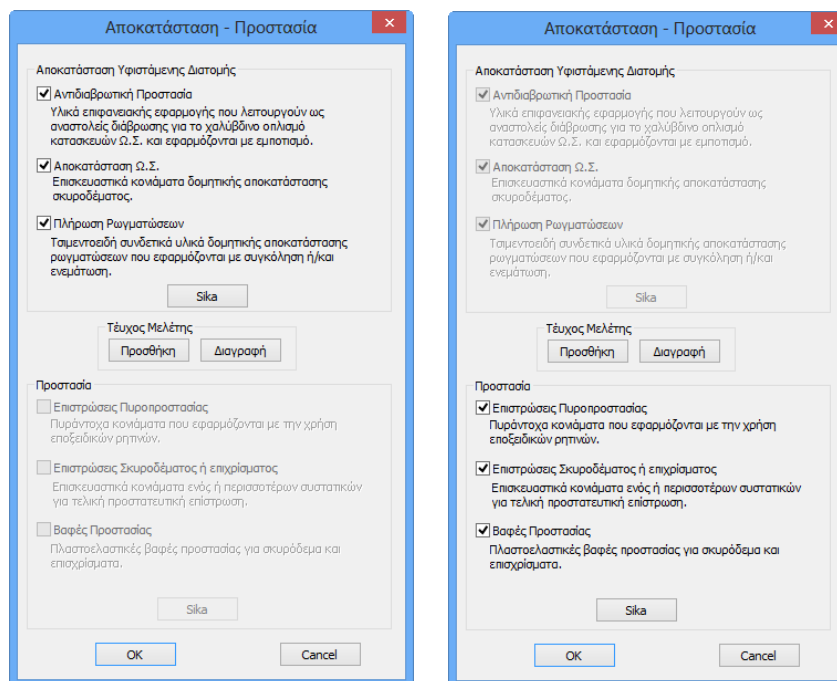 Αποκατάσταση - Προστασία
Αποκατάσταση Υφιστάμενης Διατομής
Αντιδιαβρωτική Προστασία
Υλικά επιφανειακής εφαρμογής που λειτουργούν ως
αναστολείς διάβρωσης για το χαλύβδινο οπλισμό
κατασκευών Ω.Σ. και εφαρμόζονται με εμποτισμό.
Αποκατάσταση Ω.Σ.
Επισκευαστικά κονιάματα δομητικής αποκατάστασης
σκυροδέματος.
Πλήρωση Ρωγματώσεων
Τσιμεντοειδή συνδετικά υλικά δομητικής αποκατάστασης
ρωγματώσεων που εφαρμόζονται με συγκόληση ή/και
ενεμάτωση.
Sika
Τέυχος Μελέτης
Προσθήκη Διαγραφή
Προστασία
Επιστρώσεις Πυροπροστασίας
Πυράντοχα κονιάματα που εφαρμόζονται με την χρήση
εποξειδικών ρητινών.
Επιστρώσεις Σκυροδέματος ή επιχρίσματος
Επισκευαστικά κονιάματα ενός ή περισσοτέρων συστατικών
για τελική προστατευτική επίστρωση.
Βαφές Προστασίας
Πλαστοελαστικές βαφές προστασίας για σκυρόδεμα και
επισχρίσματα.
Sika
OK Cancel
Αποκατάσταση - Προστασία
Αποκατάσταση Υφιστάμενης Διατομής
Αντιδιαβρωτική Προστασία
Υλικά επιφανειακής εφαρμογής που λειτουργούν ως
αναστολείς διάβρωσης για το χαλύβδινο οπλισμό
κατασκευών Ω.Σ. και εφαρμόζονται με εμποτισμό.
Αποκατάσταση Ω.Σ.
Επισκευαστικά κονιάματα δομητικής αποκατάστασης
σκυροδέματος.
Πλήρωση Ρωγματώσεων
Τσιμεντοειδή συνδετικά υλικά δομητικής αποκατάστασης
ρωγματώσεων που εφαρμόζονται με συγκόληση ή/και
ενεμάτωση.
Sika
Τέυχος Μελέτης
Προσθήκη Διαγραφή
Προστασία
Επιστρώσεις Πυροπροστασίας
Πυράντοχα κονιάματα που εφαρμόζονται με την χρήση
εποξειδικών ρητινών.
Επιστρώσεις Σκυροδέματος ή επιχρίσματος
Επισκευαστικά κονιάματα ενός ή περισσοτέρων συστατικών
για τελική προστατευτική επίστρωση.
Βαφές Προστασίας
Πλαστοελαστικές βαφές προστασίας για σκυρόδεμα και
επισχρίσματα.
Sika
OK Cancel